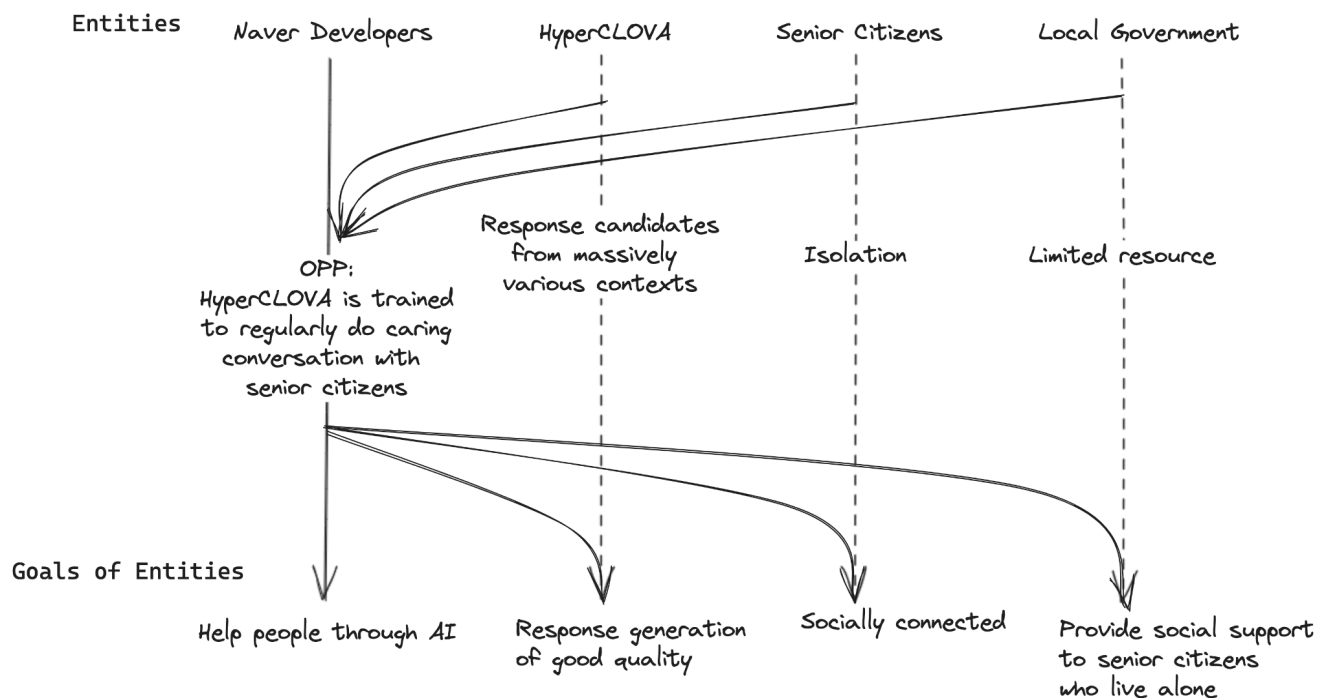 Entities
Naver Developers
HyperCLOVA
Senior Citizens
Local Government
Response candidates
from massively
various contexts
Isolation
Limited resource
OPP:
HyperCLOVA is trained
to regularly do caring
conversation with
senior citizens
Goals of Entities
Help people through AI
Response generation
of good quality
Socially connected
Provide social support
to senior citizens
who live alone